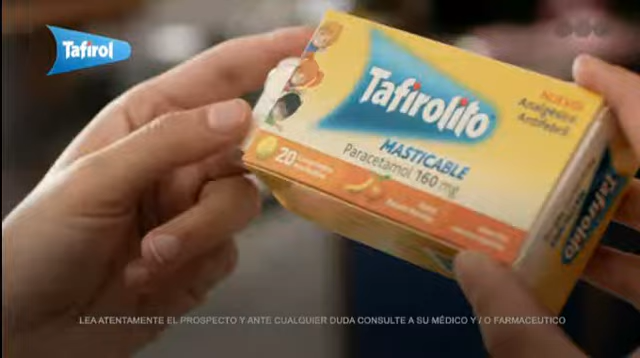 Tafirol
NUEVO!
Analgésico
Antifebril
Tafirolito
MASTICABLE
Paracetamol 160 mg
20
Tafirolito
LEA ATENTAMENTE EL PROSPECTO Y ANTE CUALQUIER DUDA CONSULTE A SU MÉDICO Y / O FARMACEUTICO